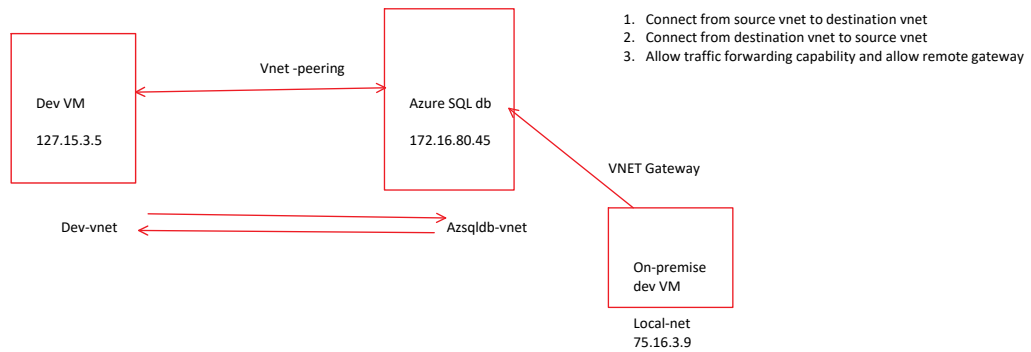 1. Connect from source vnet to destination vnet
2. Connect from destination vnet to source vnet
3. Allow traffic forwarding capability and allow remote gateway
Vnet -peering
Dev VM
127.15.3.5
Azure SQL db
172.16.80.45
VNET Gateway
Dev-vnet
Azsqldb-vnet
On-premise
dev VM
Local-net
75.16.3.9